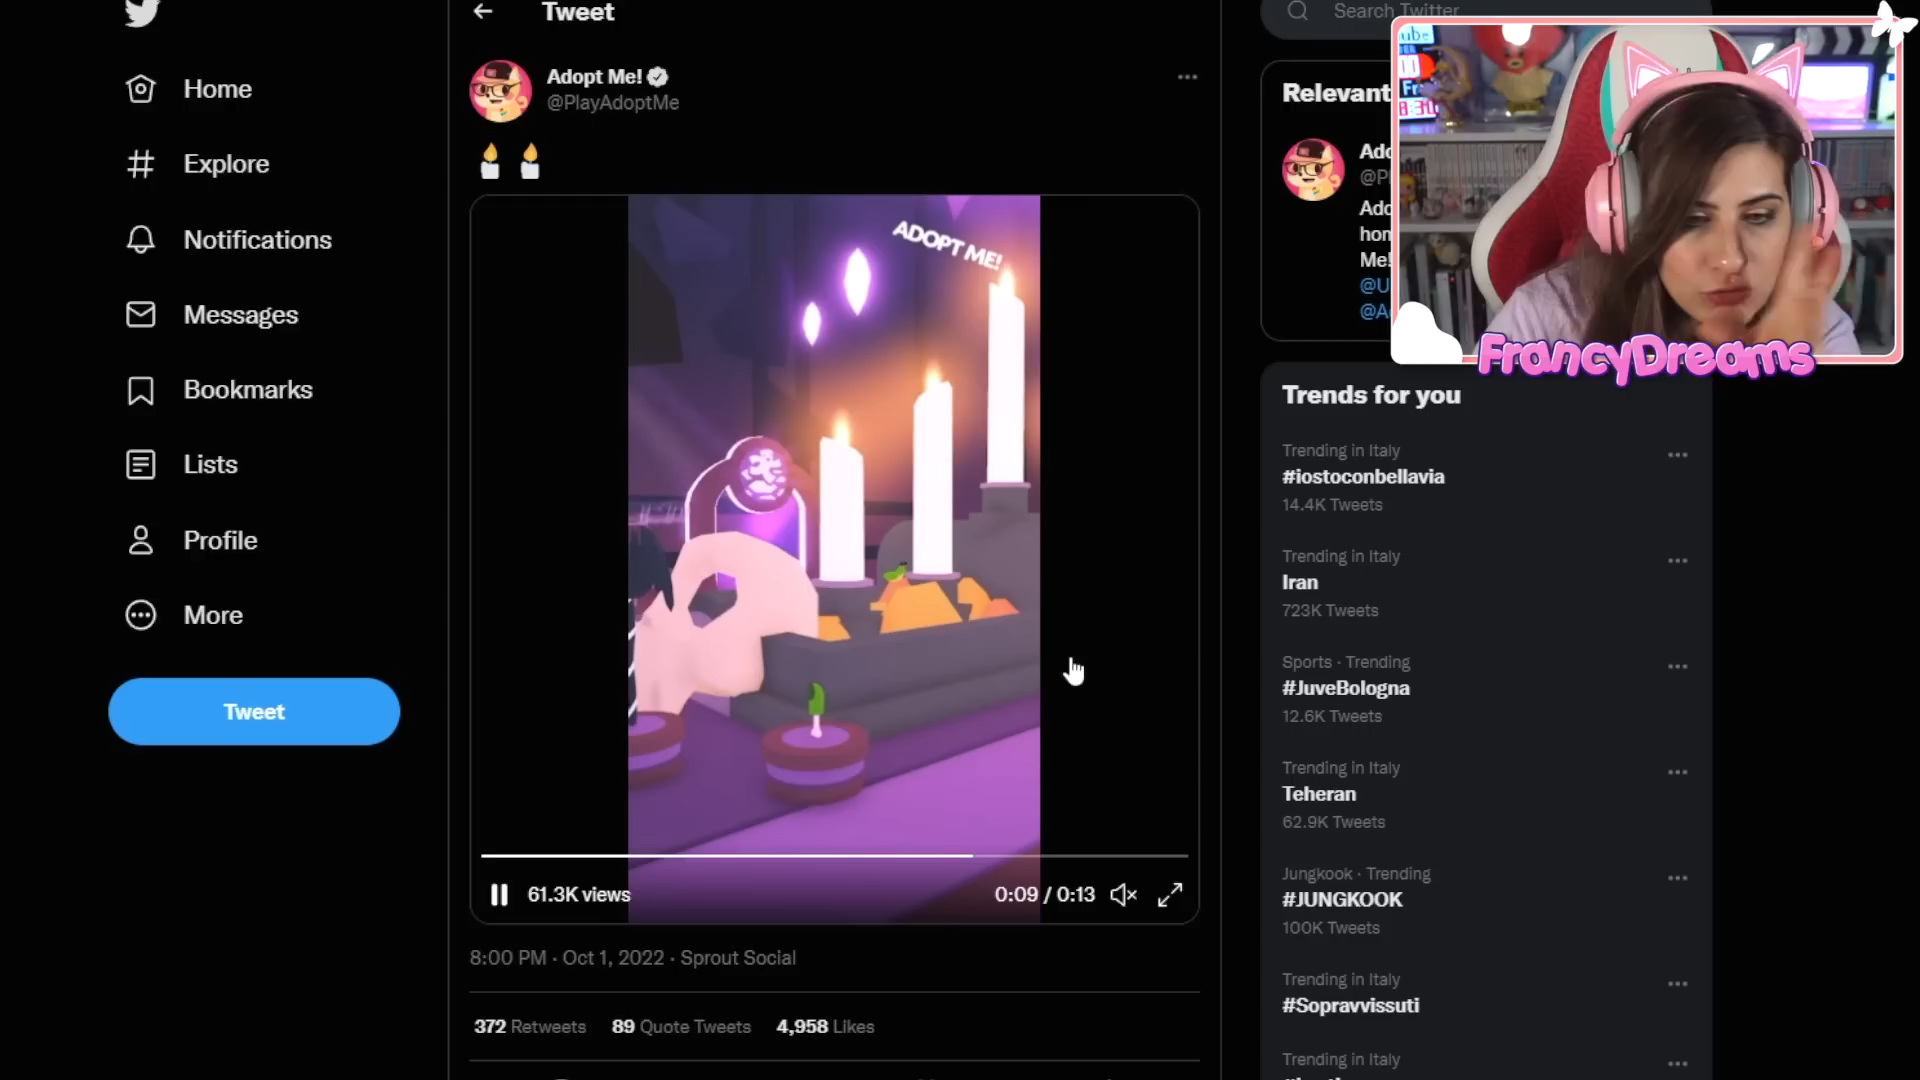 Tweet
Search Twitter
Home
Explore
Notifications
Messages
Bookmarks
Lists
Profile
More
Tweet
Adopt Me!
@PlayAdoptMe
ADOPT ME!
61.3K views
0:09 / 0:13
8:00 PM · Oct 1, 2022 · Sprout Social
372 Retweets 89 Quote Tweets 4,958 Likes
Relevant
Me!
FrancyDreams
Trends for you
Trending in Italy
#iostoconbellavia
14.4K Tweets
Trending in Italy
Iran
723K Tweets
Sports · Trending
#JuveBologna
12.6K Tweets
Trending in Italy
Teheran
62.9K Tweets
Jungkook · Trending
#JUNGKOOK
100K Tweets
Trending in Italy
#Sopravvissuti
Trending in Italy